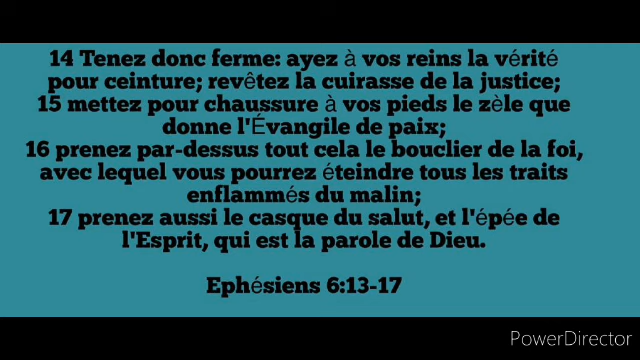 14 Tenez donc ferme: ayez à vos reins la vérité
pour ceinture; revêtez la cuirasse de la justice;
15 mettez pour chaussure à vos pieds le zèle que
donne l'Évangile de paix;
16 prenez par-dessus tout cela le bouclier de la foi,
avec lequel vous pourrez éteindre tous les traits
enflammés du malin;
17 prenez aussi le casque du salut, et l'épée de
l'Esprit, qui est la parole de Dieu.
Ephésiens 6:13-17
PowerDirector